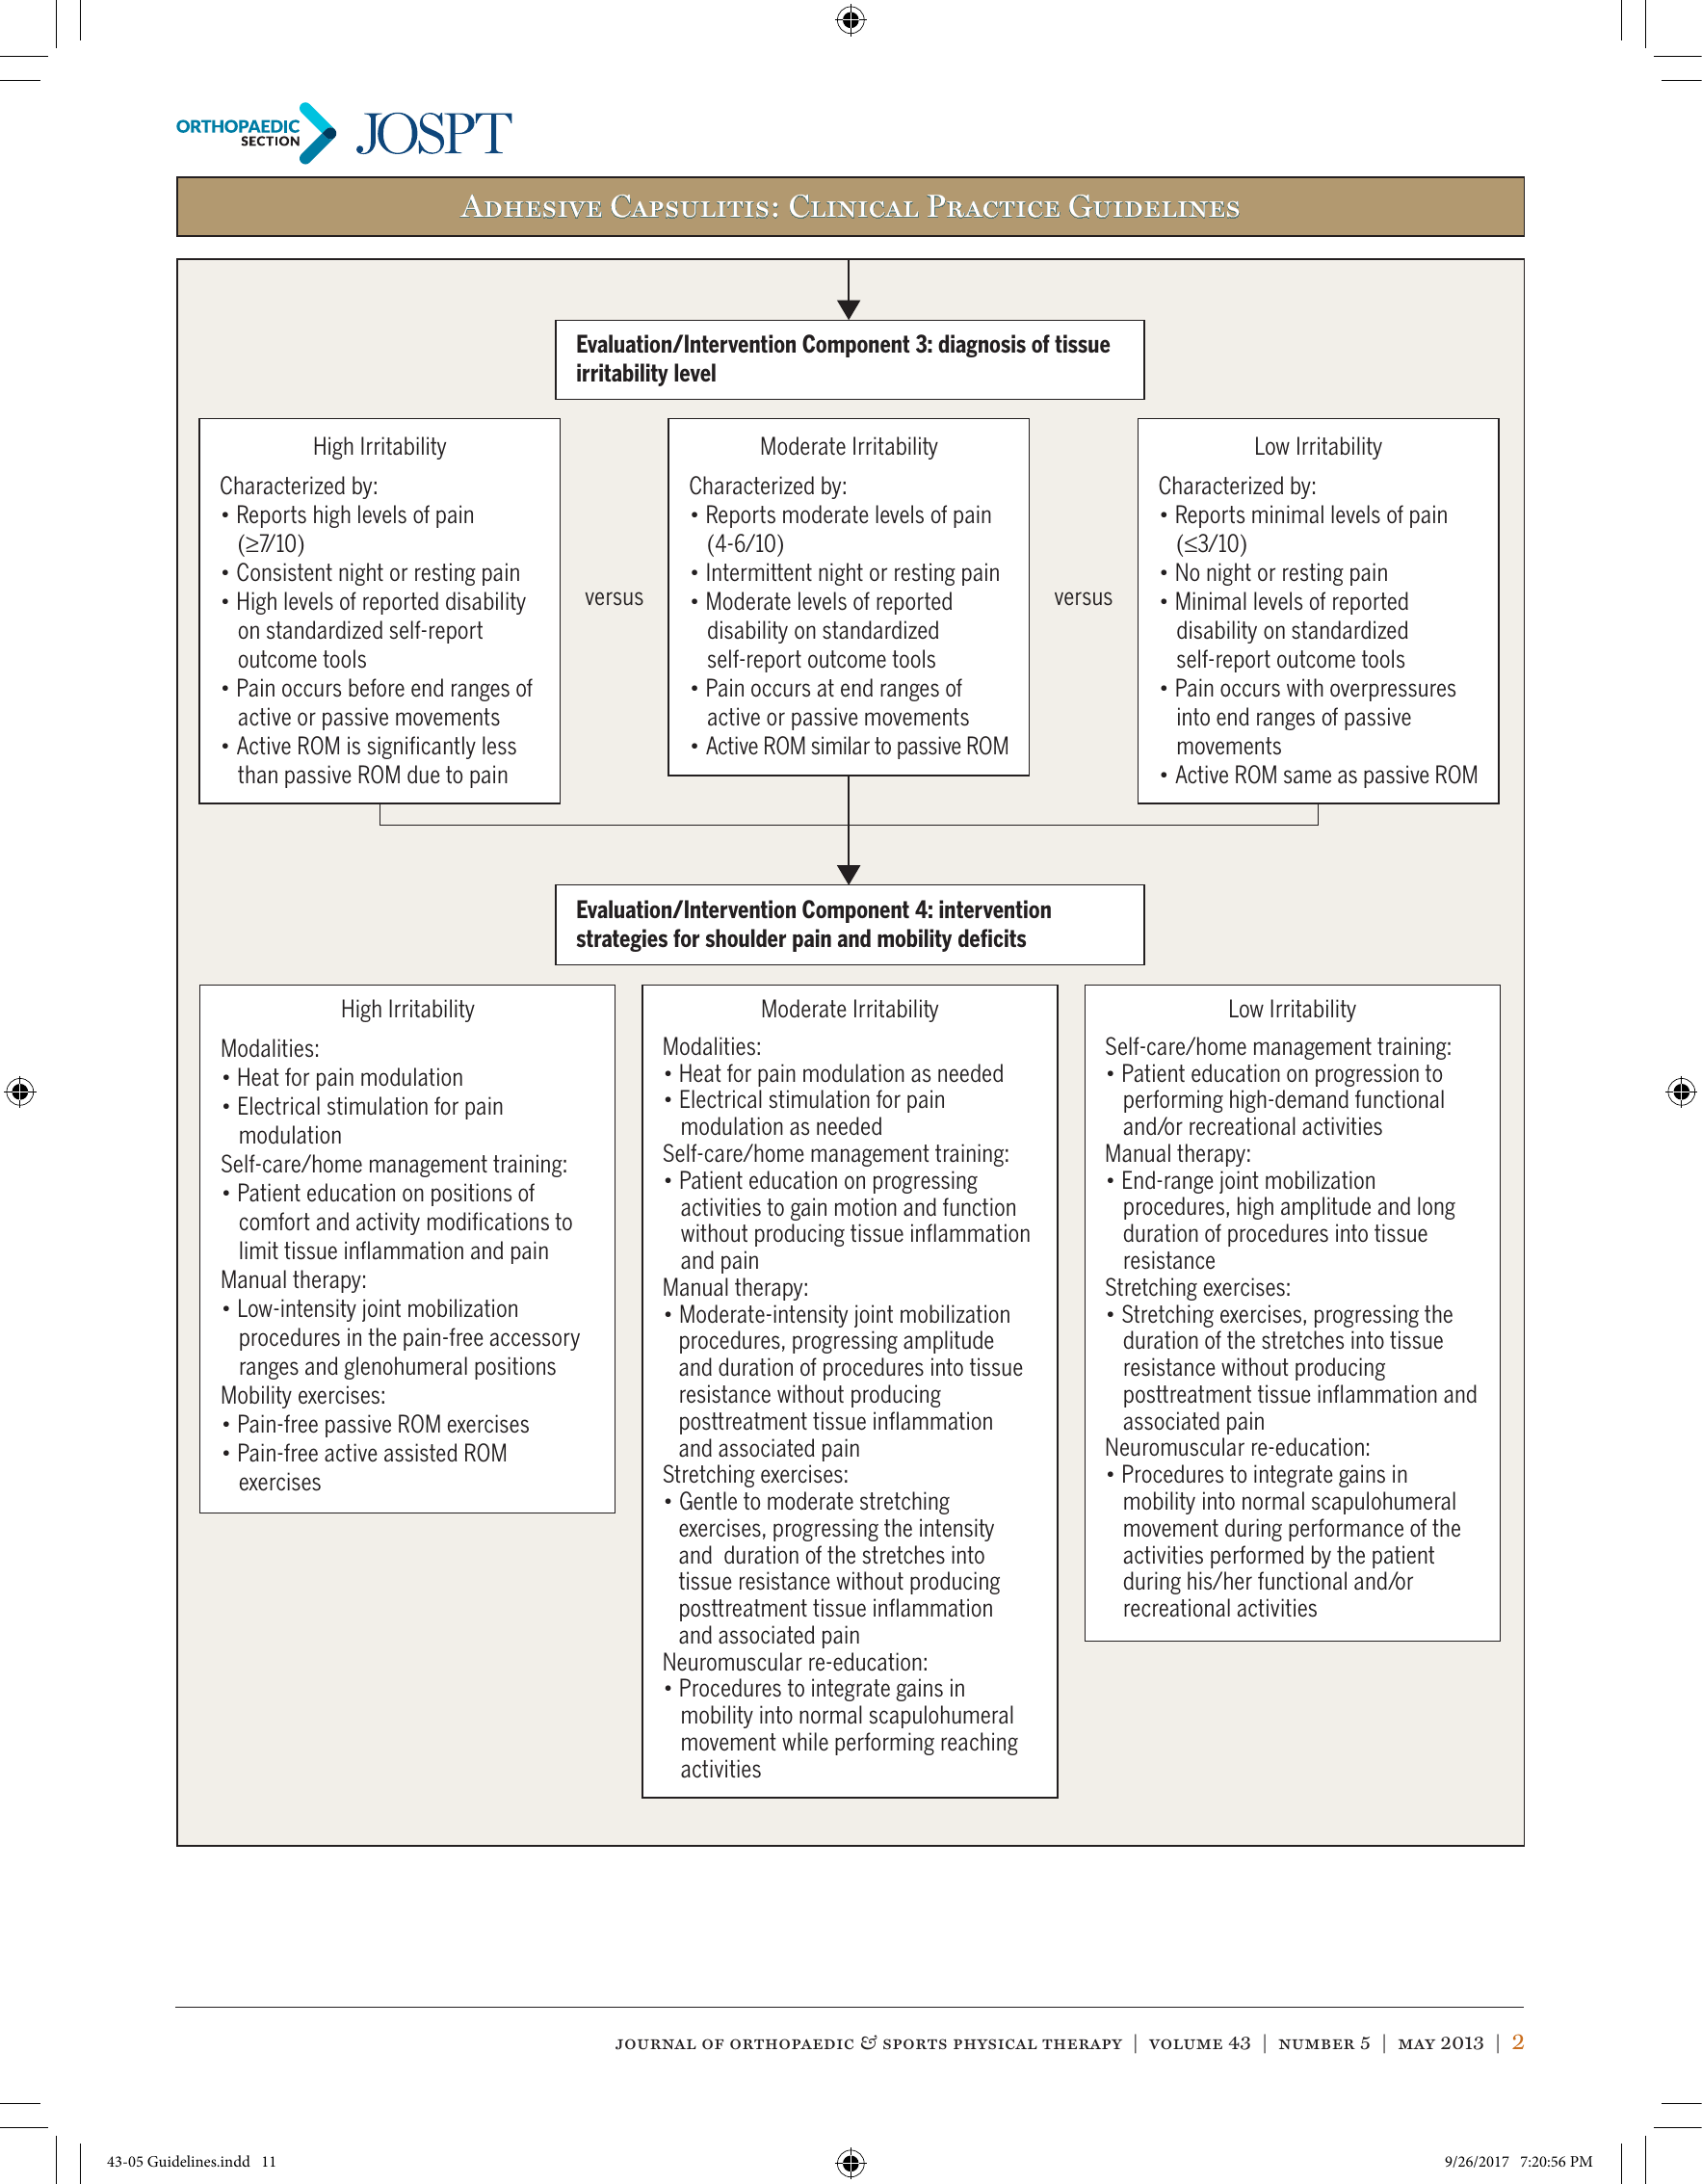 ORTHOPAEDIC
SECTION
JOSPT
Adhesive Capsulitis: Clinical Practice Guidelines
Evaluation/Intervention Component 3: diagnosis of tissue
irritability level
High Irritability
Characterized by:
• Reports high levels of pain
(≥7/10)
• Consistent night or resting pain
• High levels of reported disability
on standardized self-report
outcome tools
• Pain occurs before end ranges of
active or passive movements
• Active ROM is significantly less
than passive ROM due to pain
versus
Moderate Irritability
Characterized by:
• Reports moderate levels of pain
(4-6/10)
• Intermittent night or resting pain
• Moderate levels of reported
disability on standardized
self-report outcome tools
• Pain occurs at end ranges of
active or passive movements
• Active ROM similar to passive ROM
versus
Low Irritability
Characterized by:
• Reports minimal levels of pain
(≤3/10)
• No night or resting pain
• Minimal levels of reported
disability on standardized
self-report outcome tools
• Pain occurs with overpressures
into end ranges of passive
movements
• Active ROM same as passive ROM
Evaluation/Intervention Component 4: intervention
strategies for shoulder pain and mobility deficits
High Irritability
Modalities:
• Heat for pain modulation
• Electrical stimulation for pain
modulation
Self-care/home management training:
• Patient education on positions of
comfort and activity modifications to
limit tissue inflammation and pain
Manual therapy:
• Low-intensity joint mobilization
procedures in the pain-free accessory
ranges and glenohumeral positions
Mobility exercises:
• Pain-free passive ROM exercises
• Pain-free active assisted ROM
exercises
Moderate Irritability
Modalities:
• Heat for pain modulation as needed
• Electrical stimulation for pain
modulation as needed
Self-care/home management training:
• Patient education on progressing
activities to gain motion and function
without producing tissue inflammation
and pain
Manual therapy:
• Moderate-intensity joint mobilization
procedures, progressing amplitude
and duration of procedures into tissue
resistance without producing
posttreatment tissue inflammation
and associated pain
Stretching exercises:
• Gentle to moderate stretching
exercises, progressing the intensity
and  duration of the stretches into
tissue resistance without producing
posttreatment tissue inflammation
and associated pain
Neuromuscular re-education:
• Procedures to integrate gains in
mobility into normal scapulohumeral
movement while performing reaching
activities
Low Irritability
Self-care/home management training:
• Patient education on progression to
performing high-demand functional
and/or recreational activities
Manual therapy:
• End-range joint mobilization
procedures, high amplitude and long
duration of procedures into tissue
resistance
Stretching exercises:
• Stretching exercises, progressing the
duration of the stretches into tissue
resistance without producing
posttreatment tissue inflammation and
associated pain
Neuromuscular re-education:
• Procedures to integrate gains in
mobility into normal scapulohumeral
movement during performance of the
activities performed by the patient
during his/her functional and/or
recreational activities
journal of orthopaedic & sports physical therapy | volume 43 | number 5 | may 2013 | 2
43-05 Guidelines.indd 11
9/26/2017 7:20:56 PM